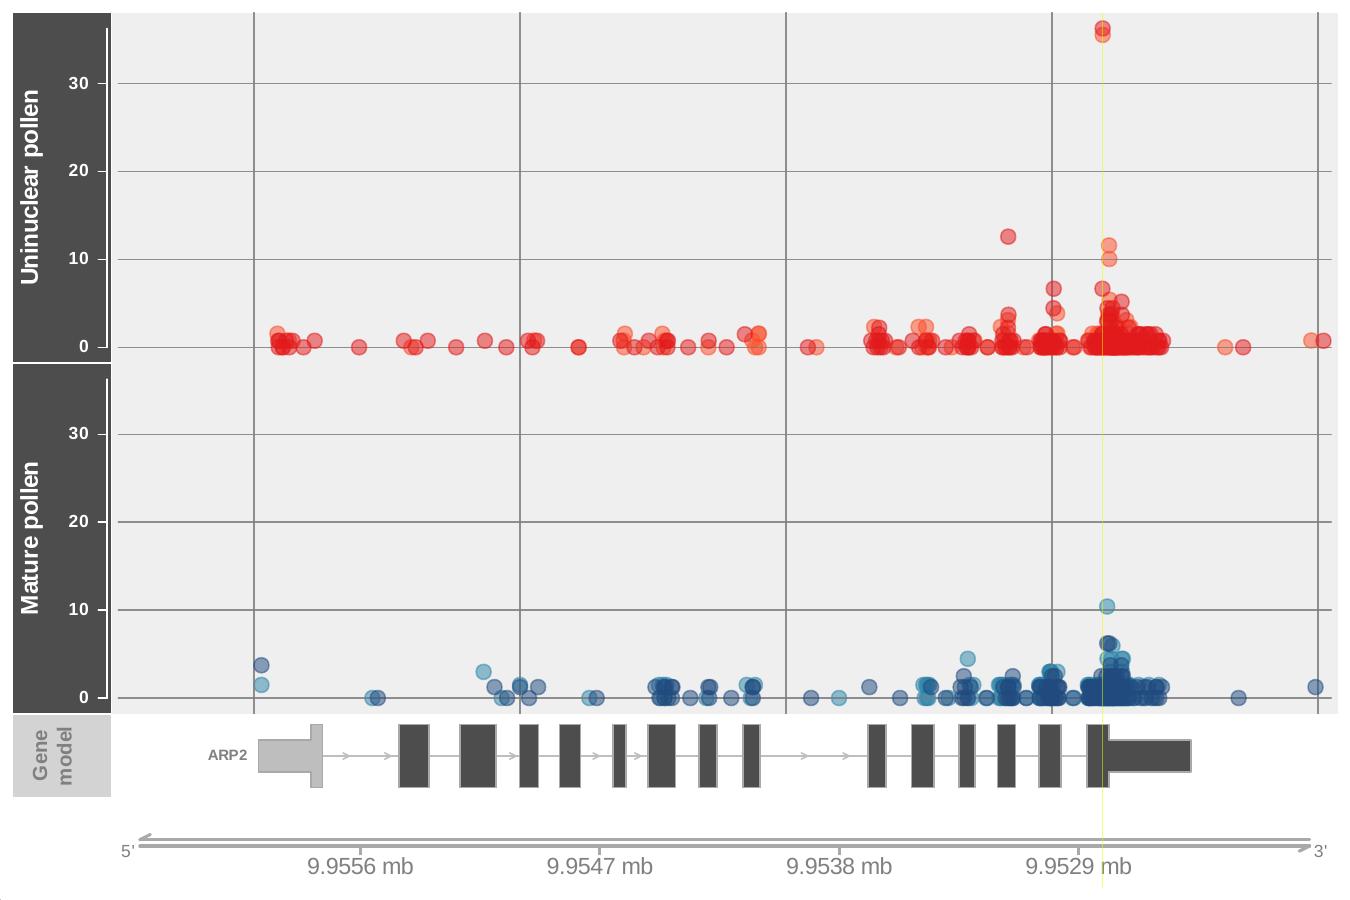 Uninuclear pollen
30
20
10
0
Mature pollen
30
20
10
0
Gene
model
ARP2
5'
3'
9.9556 mb
9.9547 mb
9.9538 mb
9.9529 mb